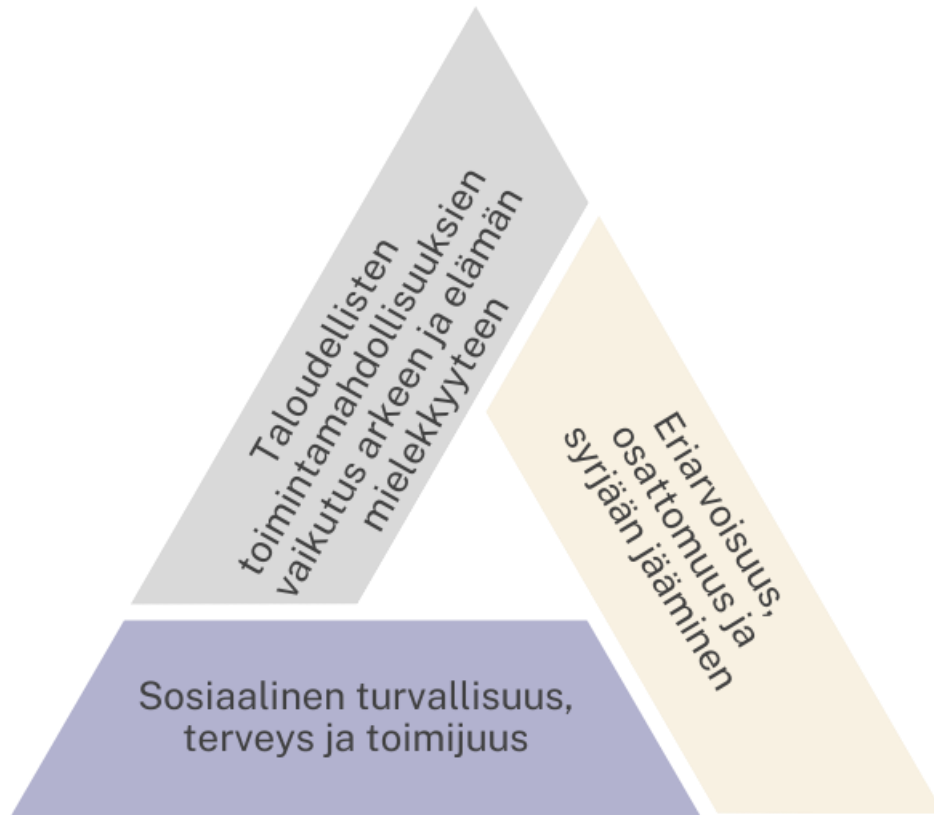 Taloudellisten
toimintamahdollisuuksien
vaikutus arkeen ja elämän
mielekkyyteen
Eriarvoisuus,
osattomuus ja
syrjään jääminen
Sosiaalinen turvallisuus,
terveys ja toimijuus